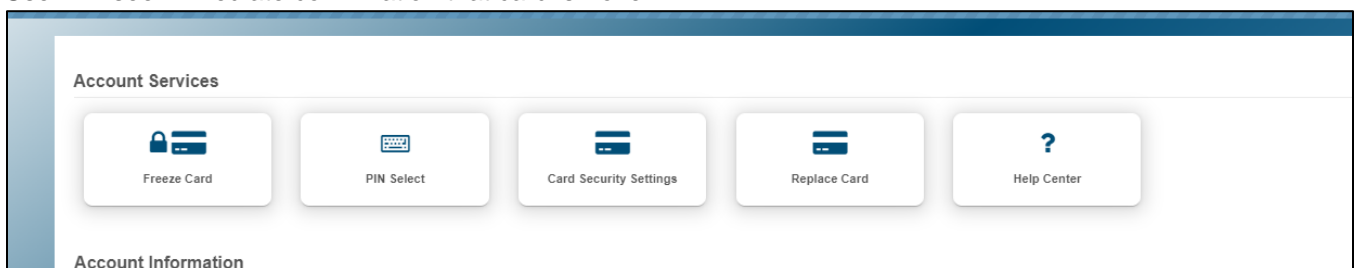 Account Services
Freeze Card PIN Select Card Security Settings Replace Card ? Help Center
Account Information